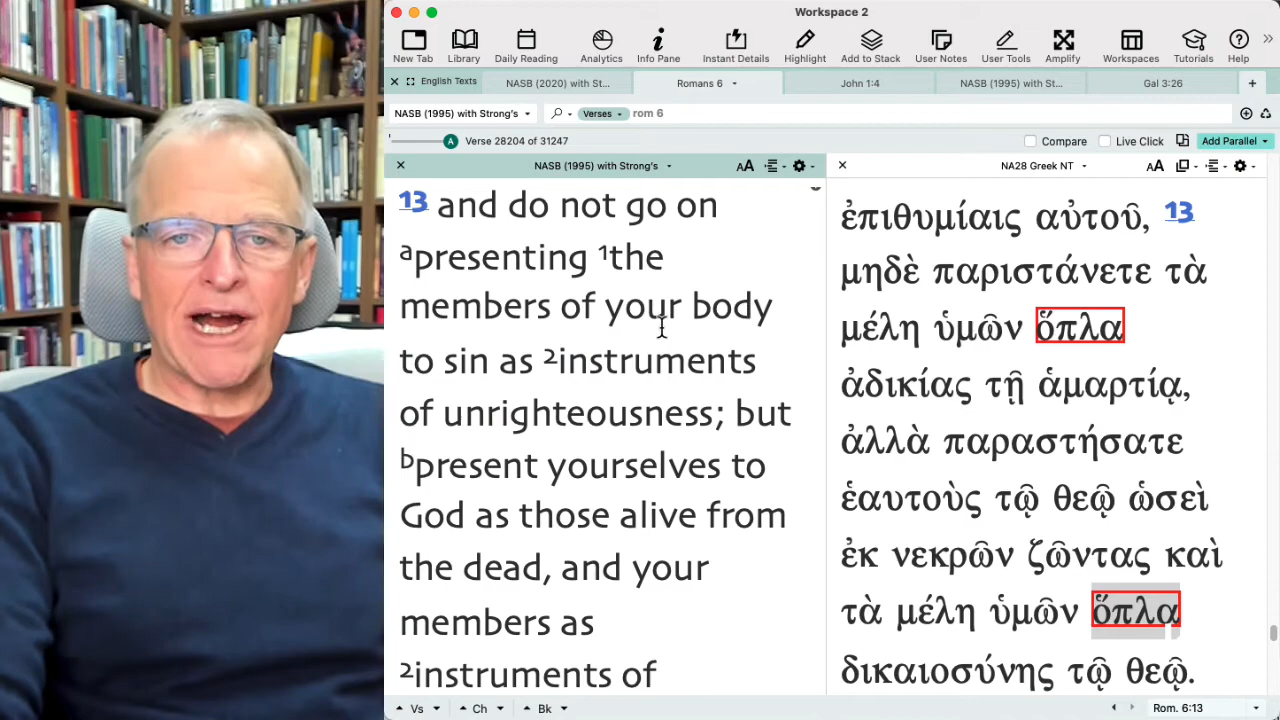 Workspace 2
New Tab Library Daily Reading Analytics Info Pane Instant Details Highlight Add to Stack User Notes User Tools Amplify Workspaces Tutorials Help
English Texts NASB (2020) with St... Romans 6 John 1:4 NASB (1995) with St... Gal 3:26
NASB (1995) with Strong's Verses rom 6
A Verse 28204 of 31247 Compare Live Click Add Parallel
NASB (1995) with Strong's AA
13 and do not go on
ᵃpresenting ¹the
members of your body
to sin as ²instruments
of unrighteousness; but
ᵇpresent yourselves to
God as those alive from
the dead, and your
members as
²instruments of
NA28 Greek NT AA
ἐπιθυμίαις αὐτοῦ, 13
μηδὲ παριστάνετε τὰ
μέλη ὑμῶν ὅπλα
ἀδικίας τῇ ἁμαρτίᾳ,
ἀλλὰ παραστήσατε
ἑαυτοὺς τῷ θεῷ ὡσεὶ
ἐκ νεκρῶν ζῶντας καὶ
τὰ μέλη ὑμῶν ὅπλα
δικαιοσύνης τῷ θεῷ.
Vs Ch Bk Rom. 6:13